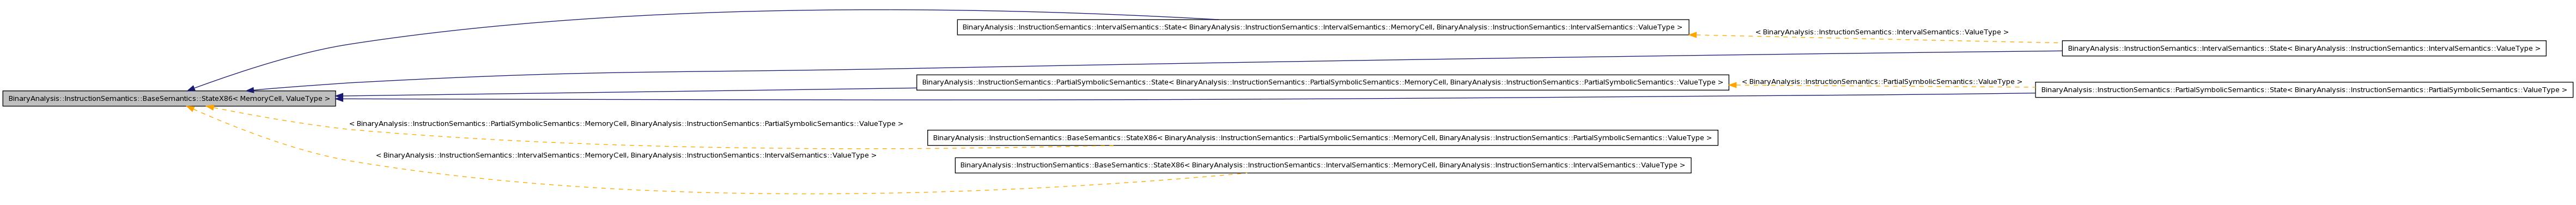 BinaryAnalysis::InstructionSemantics::IntervalSemantics::State< BinaryAnalysis::InstructionSemantics::IntervalSemantics::MemoryCell, BinaryAnalysis::InstructionSemantics::IntervalSemantics::ValueType >
< BinaryAnalysis::InstructionSemantics::IntervalSemantics::ValueType >
BinaryAnalysis::InstructionSemantics::IntervalSemantics::State< BinaryAnalysis::InstructionSemantics::IntervalSemantics::ValueType >
BinaryAnalysis::InstructionSemantics::PartialSymbolicSemantics::State< BinaryAnalysis::InstructionSemantics::PartialSymbolicSemantics::MemoryCell, BinaryAnalysis::InstructionSemantics::PartialSymbolicSemantics::ValueType >
< BinaryAnalysis::InstructionSemantics::PartialSymbolicSemantics::ValueType >
BinaryAnalysis::InstructionSemantics::PartialSymbolicSemantics::State< BinaryAnalysis::InstructionSemantics::PartialSymbolicSemantics::ValueType >
BinaryAnalysis::InstructionSemantics::BaseSemantics::StateX86< MemoryCell, ValueType >
< BinaryAnalysis::InstructionSemantics::PartialSymbolicSemantics::MemoryCell, BinaryAnalysis::InstructionSemantics::PartialSymbolicSemantics::ValueType >
BinaryAnalysis::InstructionSemantics::BaseSemantics::StateX86< BinaryAnalysis::InstructionSemantics::PartialSymbolicSemantics::MemoryCell, BinaryAnalysis::InstructionSemantics::PartialSymbolicSemantics::ValueType >
< BinaryAnalysis::InstructionSemantics::IntervalSemantics::MemoryCell, BinaryAnalysis::InstructionSemantics::IntervalSemantics::ValueType >
BinaryAnalysis::InstructionSemantics::BaseSemantics::StateX86< BinaryAnalysis::InstructionSemantics::IntervalSemantics::MemoryCell, BinaryAnalysis::InstructionSemantics::IntervalSemantics::ValueType >